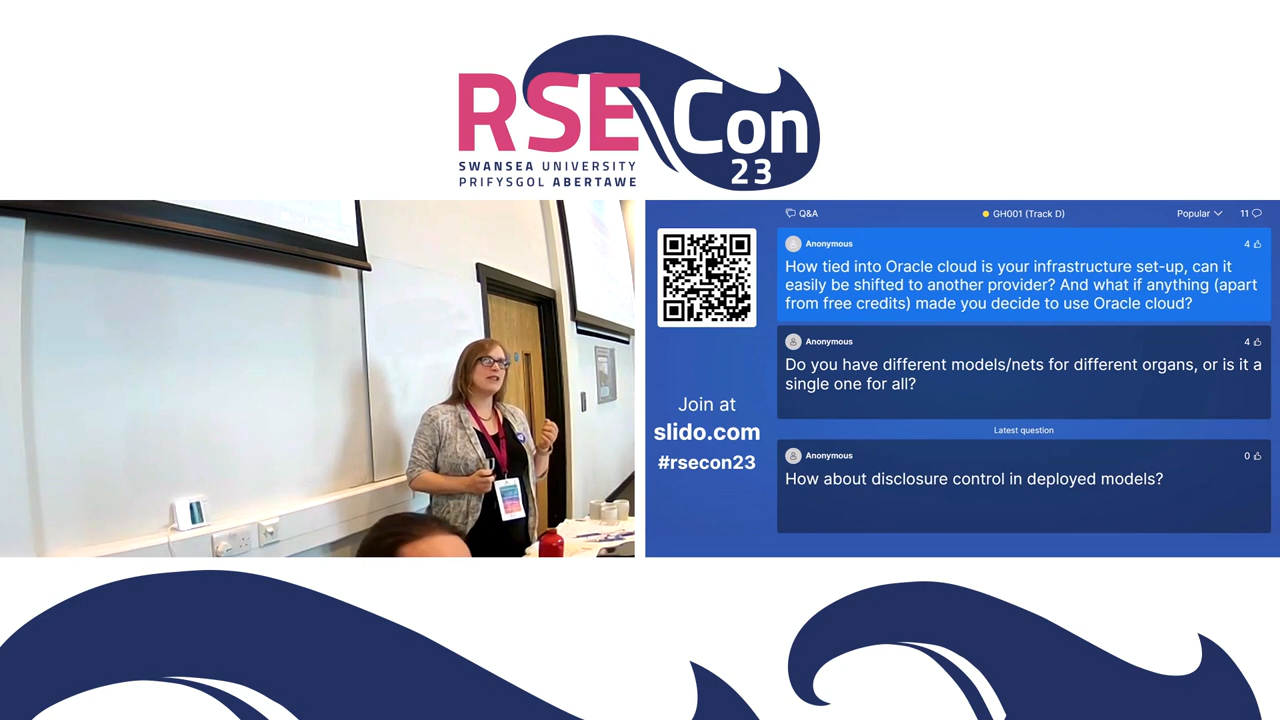 RSE Con
23
SWANSEA UNIVERSITY
PRIFYSGOL ABERTAWE
Q&A
GH001 (Track D)
Popular
11
Anonymous
4
How tied into Oracle cloud is your infrastructure set-up, can it
easily be shifted to another provider? And what if anything (apart
from free credits) made you decide to use Oracle cloud?
Anonymous
4
Do you have different models/nets for different organs, or is it a
single one for all?
Latest question
Anonymous
0
How about disclosure control in deployed models?
Join at
slido.com
#rsecon23